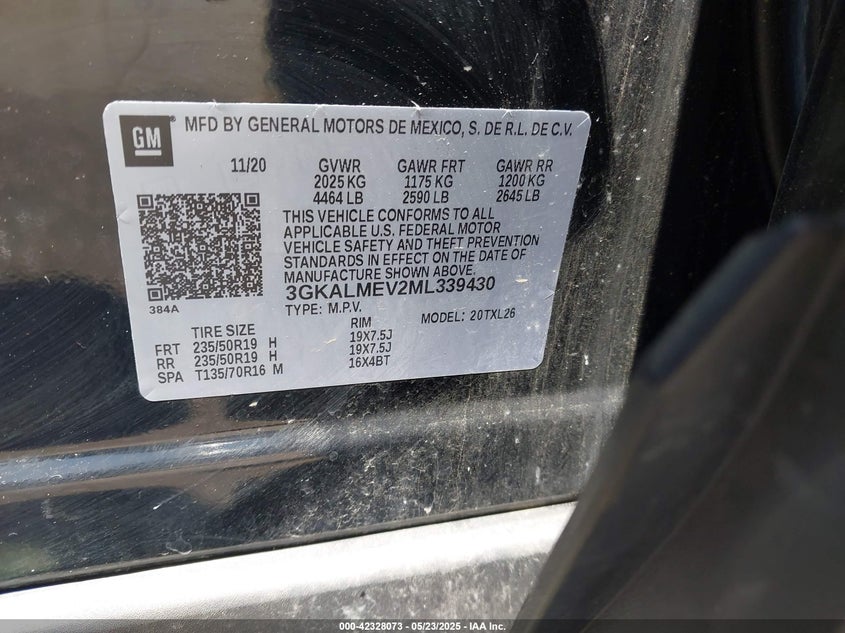 GM ® MFD BY GENERAL MOTORS DE MEXICO, S. DE R.L. DE C.V.
11/20 GVWR GAWR FRT GAWR RR
2025 KG 1175 KG 1200 KG
4464 LB 2590 LB 2645 LB
THIS VEHICLE CONFORMS TO ALL
APPLICABLE U.S. FEDERAL MOTOR
VEHICLE SAFETY AND THEFT PREVENTION
STANDARDS IN EFFECT ON THE DATE OF
MANUFACTURE SHOWN ABOVE.
384A 3GKALMEV2ML339430
TYPE: M.P.V. MODEL: 20TXL26
TIRE SIZE RIM
FRT 235/50R19 H 19X7.5J
RR 235/50R19 H 19X7.5J
SPA T135/70R16 M 16X4BT
000-42328073 // 05/23/2025 // IAA Inc.